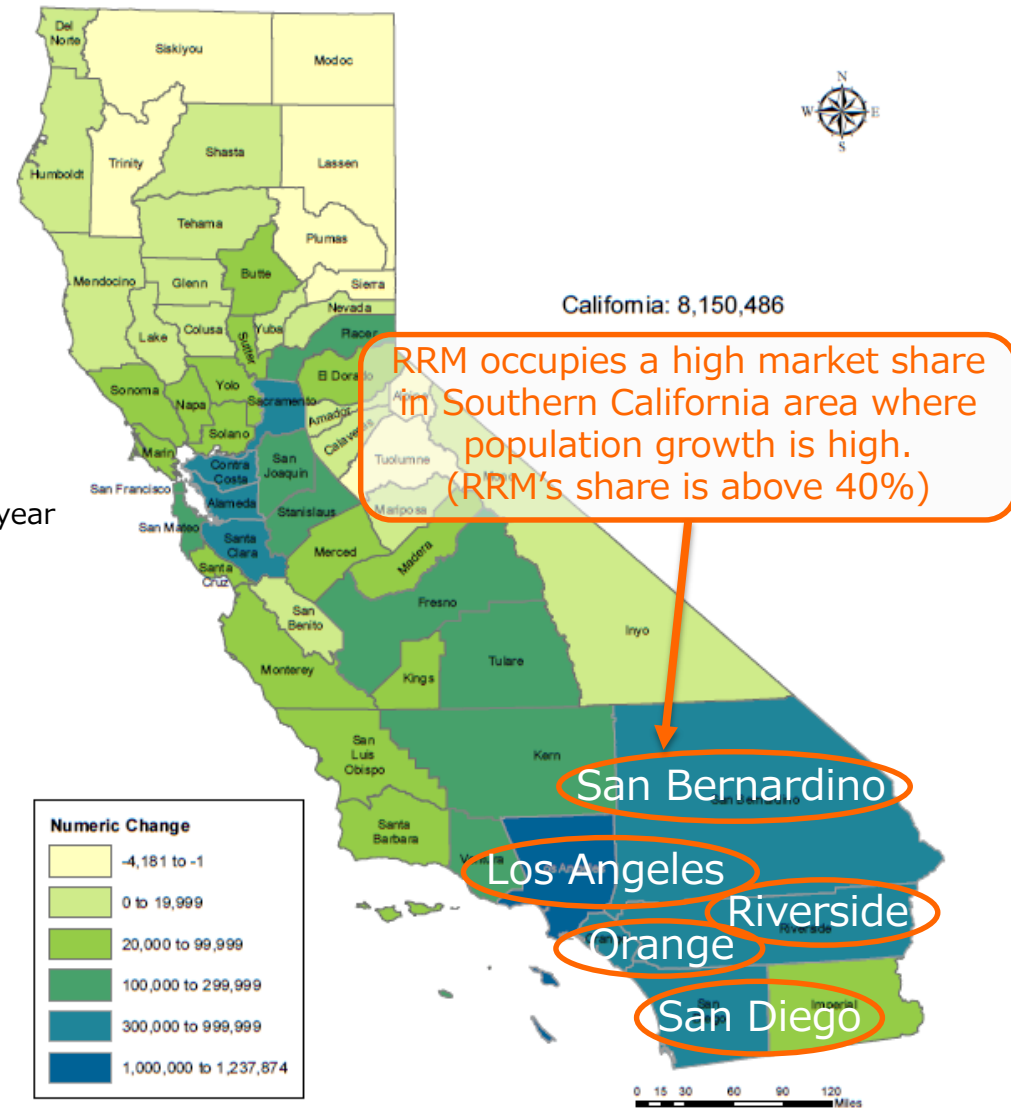 Del
Norte
Siskiyou
Modoc
N
W
E
S
Humboldt
Trinity
Shasta
Lassen
Tehama
Plumas
Mendocino
Glenn
Butte
Sierra
Nevada
California: 8,150,486
Lake
Colusa
Sutter
Yuba
Placer
RRM occupies a high market share
in Southern California area where
population growth is high.
(RRM's share is above 40%)
Sonoma
Napa
Yolo
Sacramento
El Dorado
Alpine
Amador
Solano
Calaveras
Marin
Contra
Costa
San
Joaquin
Tuolumne
Mono
San Francisco
Alameda
Stanislaus
Mariposa
year
San Mateo
Santa
Clara
Merced
Madera
Santa
Cruz
San
Benito
Fresno
Inyo
Monterey
Kings
Tulare
San
Luis
Obispo
Kern
San Bernardino
San Bernardino
Santa
Barbara
Ventura
Los Angeles
Los Angeles
Riverside
Riverside
Orange
Orange
San
Diego
San Diego
Imperial
Numeric Change
-4,181 to -1
0 to 19,999
20,000 to 99,999
100,000 to 299,999
300,000 to 999,999
1,000,000 to 1,237,874
0 15 30 60 90 120
Miles